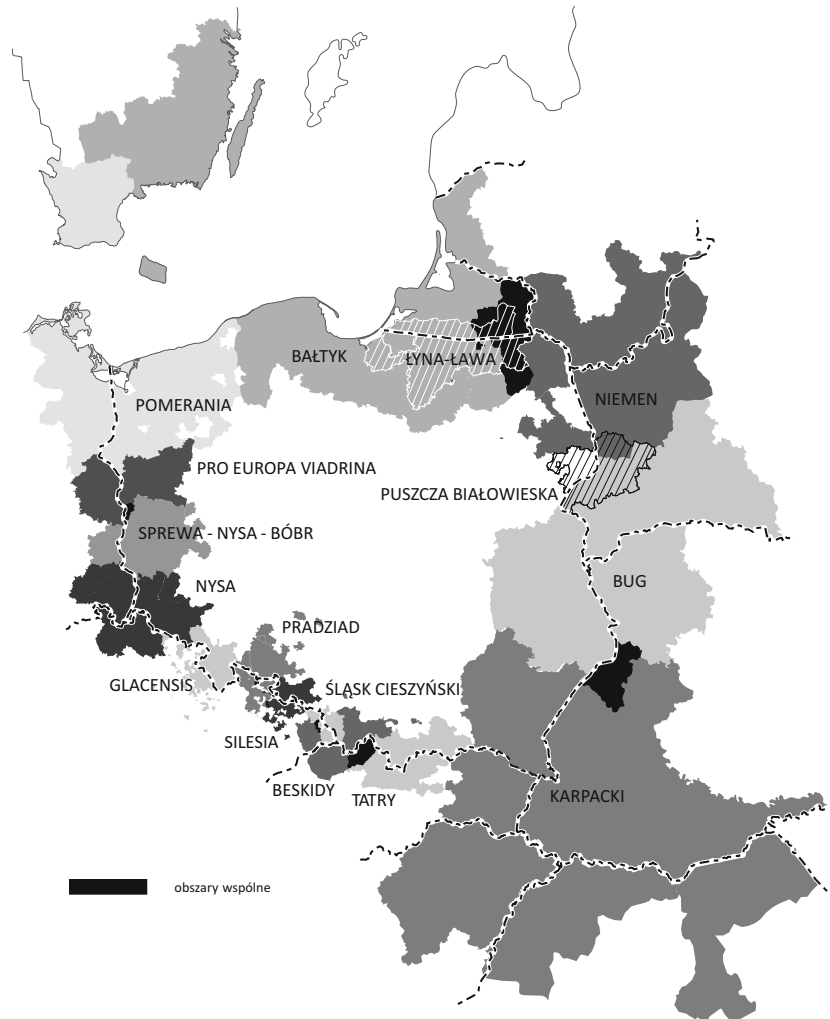 BAŁTYK
ŁYNA-ŁAWA
POMERANIA
NIEMEN
PRO EUROPA VIADRINA
PUSZCZA BIAŁOWIESKA
SPREWA - NYSA - BÓBR
NYSA
BUG
PRADZIAD
GLACENSIS
ŚLĄSK CIESZYŃSKI
SILESIA
BESKIDY
TATRY
KARPACKI
obszary wspólne